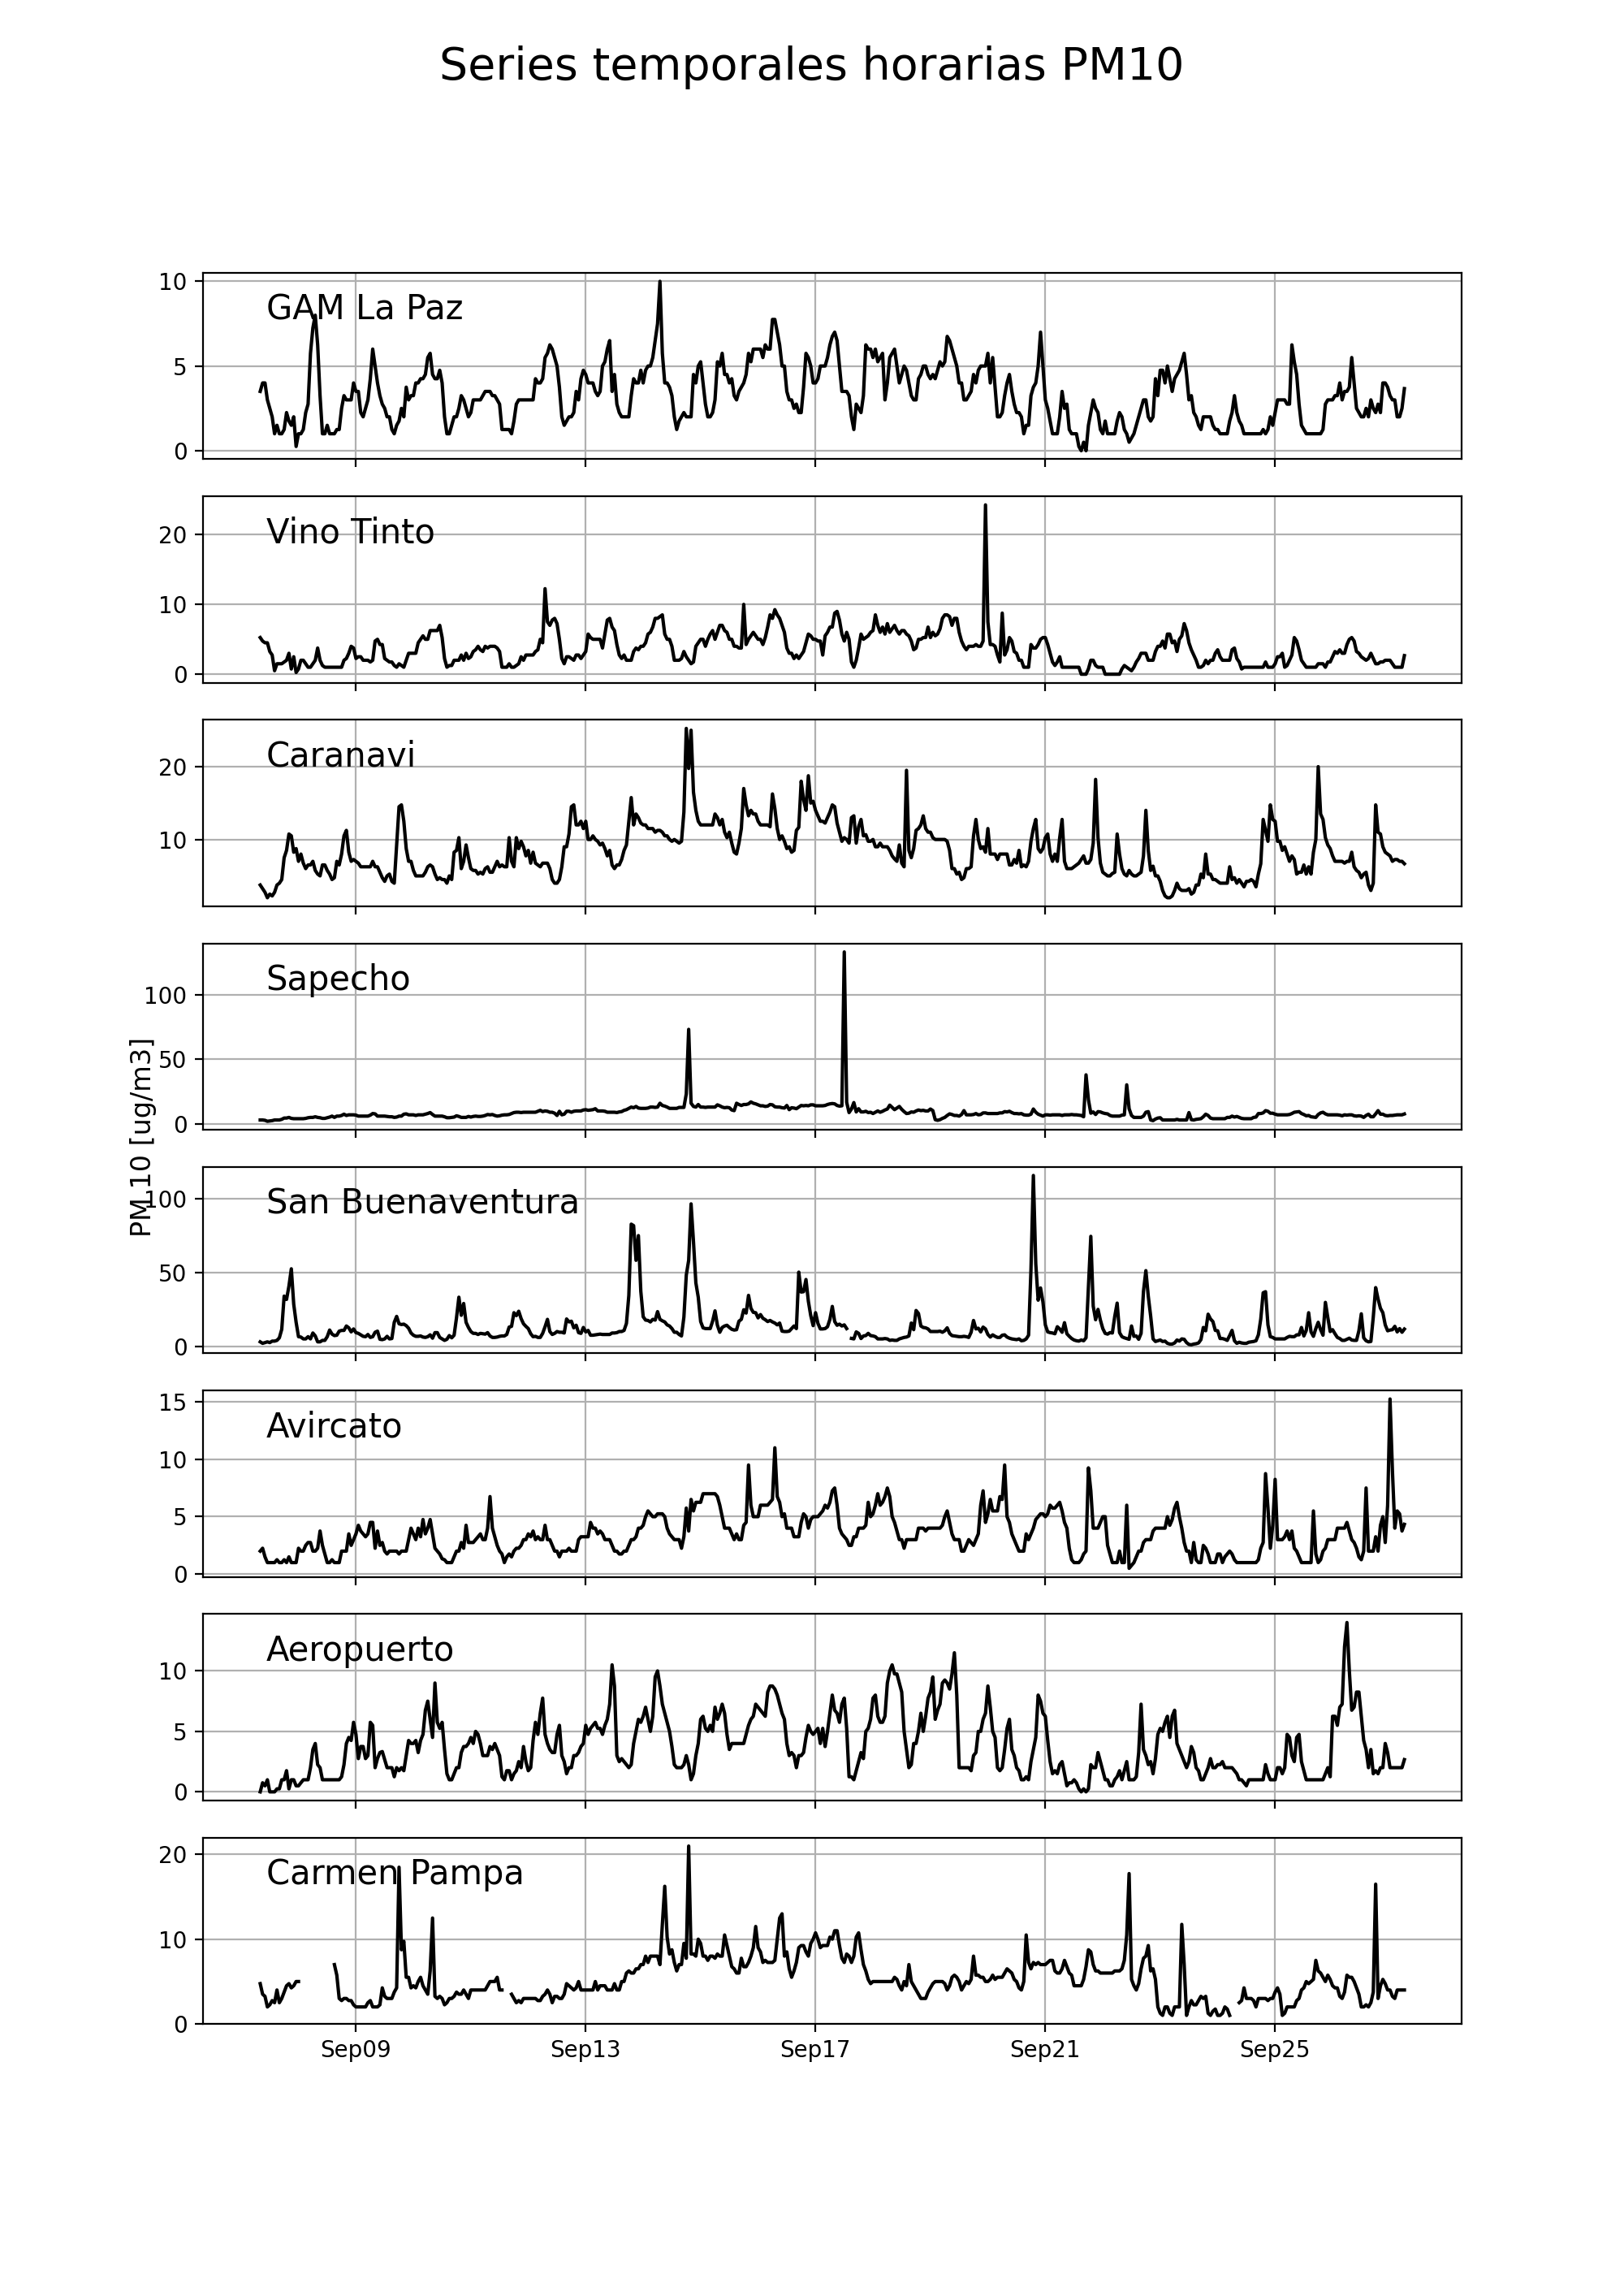 Series temporales horarias PM10
10
GAM La Paz
5
0
Vino Tinto
20
10
0
Caranavi
20
10
Sapecho
100
50
0
PM 10 [ug/m3]
San Buenaventura
100
50
0
15
Avircato
10
5
0
Aeropuerto
10
5
0
20
Carmen Pampa
10
0
Sep09 Sep13 Sep17 Sep21 Sep25